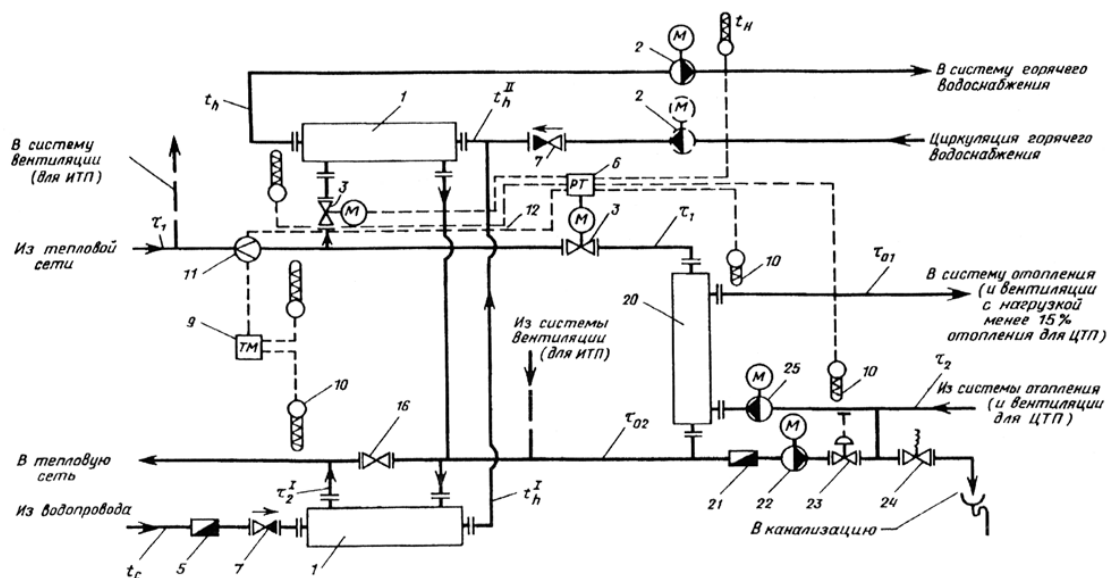 t_н
M
2
В систему горячего
водоснабжения
t_h
t_h^II
1
M
2
7
Циркуляция горячего
водоснабжения
В систему
вентиляции
(для ИТП)
6
РТ
3
M
M
12
3
τ_1
τ_1
Из тепловой
сети
11
10
τ_01
В систему отопления
(и вентиляции
с нагрузкой
менее 15%
отопления для ЦТП)
20
9
ТМ
Из системы
вентиляции
(для ИТП)
10
M
25
10
τ_2
Из системы отопления
(и вентиляции
для ЦТП)
16
τ_02
M
В тепловую
сеть
τ_2^I
t_h^I
21
22
23
24
Из водопровода
В канализацию
t_c
5
7
1